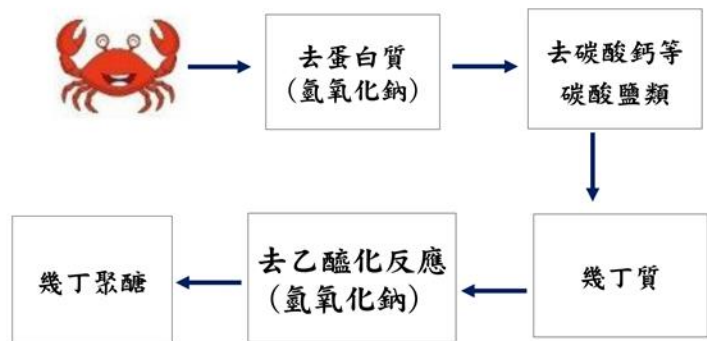 去蛋白質
(氫氧化鈉)
去碳酸鈣等
碳酸鹽類
幾丁質
去乙醯化反應
(氫氧化鈉)
幾丁聚醣